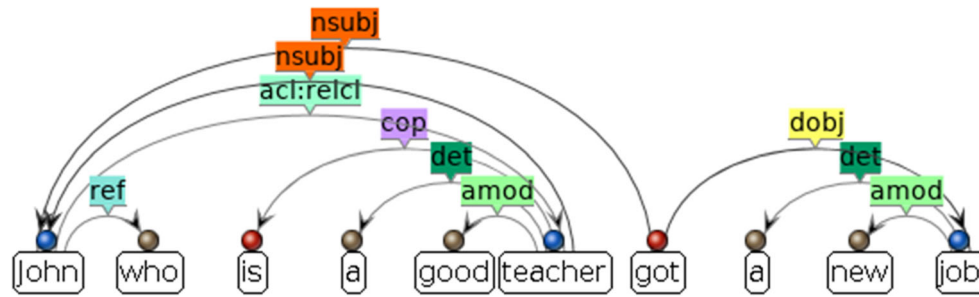 nsubj
nsubj
acl:relcl
cop dobj
det det
ref amod amod
John who is a good teacher got a new job